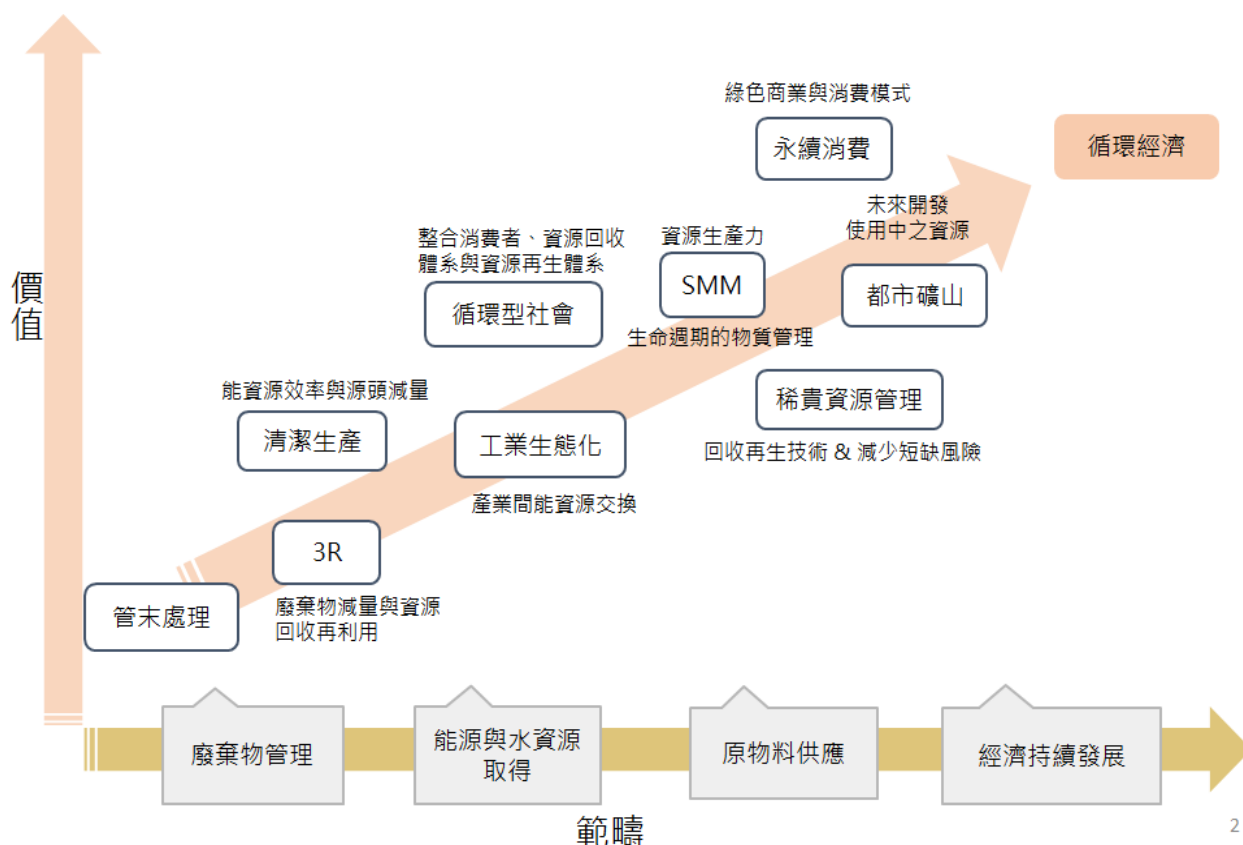 綠色商業與消費模式
永續消費
循環經濟
未來開發
使用中之資源
都市礦山
整合消費者、資源回收
體系與資源再生體系
循環型社會
資源生產力
SMM
生命週期的物質管理
價
值
稀貴資源管理
回收再生技術 & 減少短缺風險
能資源效率與源頭減量
清潔生產
工業生態化
產業間能資源交換
3R
廢棄物減量與資源
回收再利用
管末處理
廢棄物管理
能源與水資源
取得
原物料供應
經濟持續發展
範疇
2